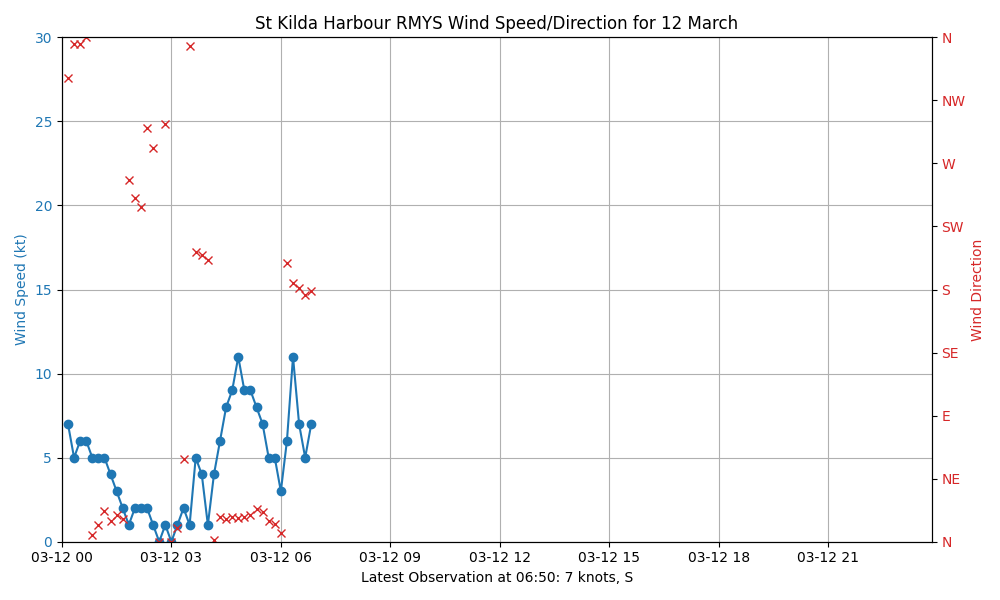 St Kilda Harbour RMYS Wind Speed/Direction for 12 March
30
25
20
15
10
5
0
Wind Speed (kt)
N
NW
W
SW
S
SE
E
NE
N
Wind Direction
03-12 00
03-12 03
03-12 06
03-12 09
03-12 12
03-12 15
03-12 18
03-12 21
Latest Observation at 06:50: 7 knots, S